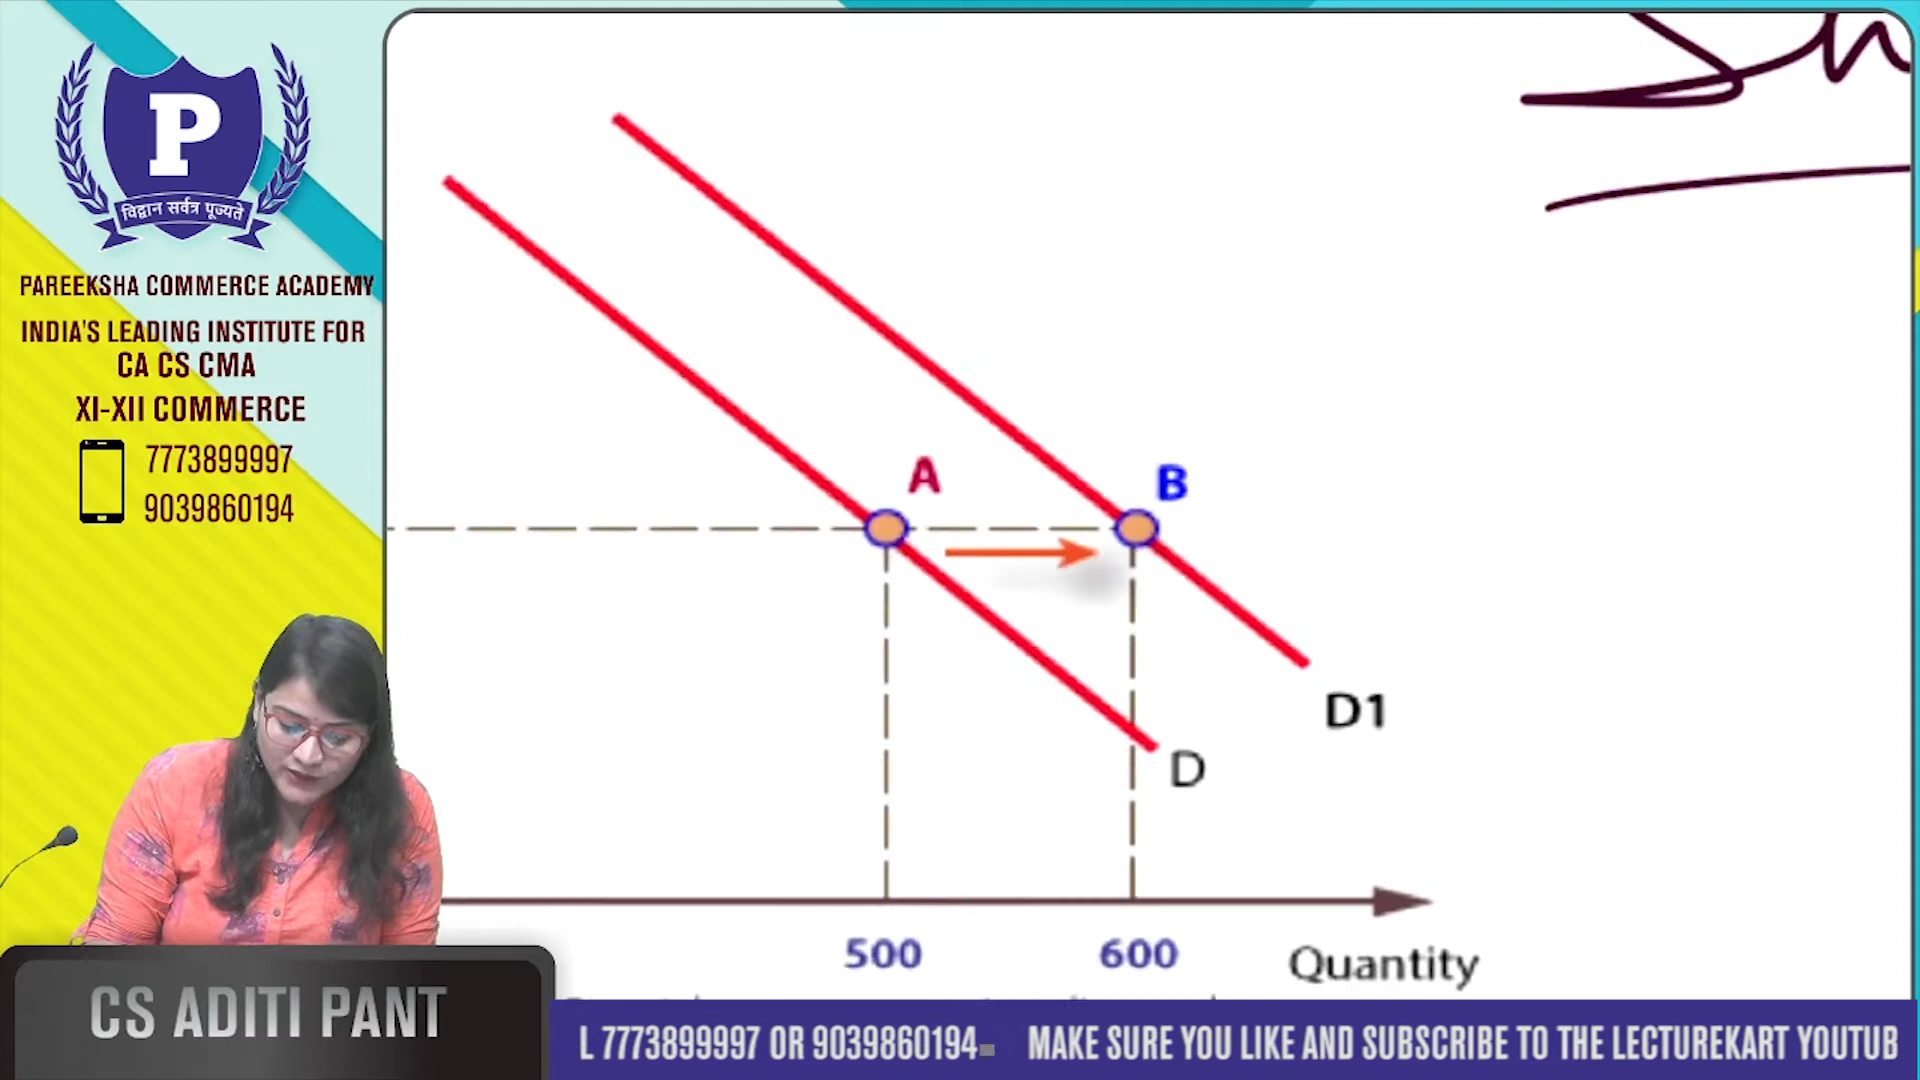 P
विद्वान सर्वत्र पूज्यते
PAREEKSHA COMMERCE ACADEMY
INDIA'S LEADING INSTITUTE FOR
CA CS CMA
XI-XII COMMERCE
7773899997
9039860194
A
B
D1
D
500
600
Quantity
CS ADITI PANT
L 7773899997 OR 9039860194
MAKE SURE YOU LIKE AND SUBSCRIBE TO THE LECTUREKART YOUTUB